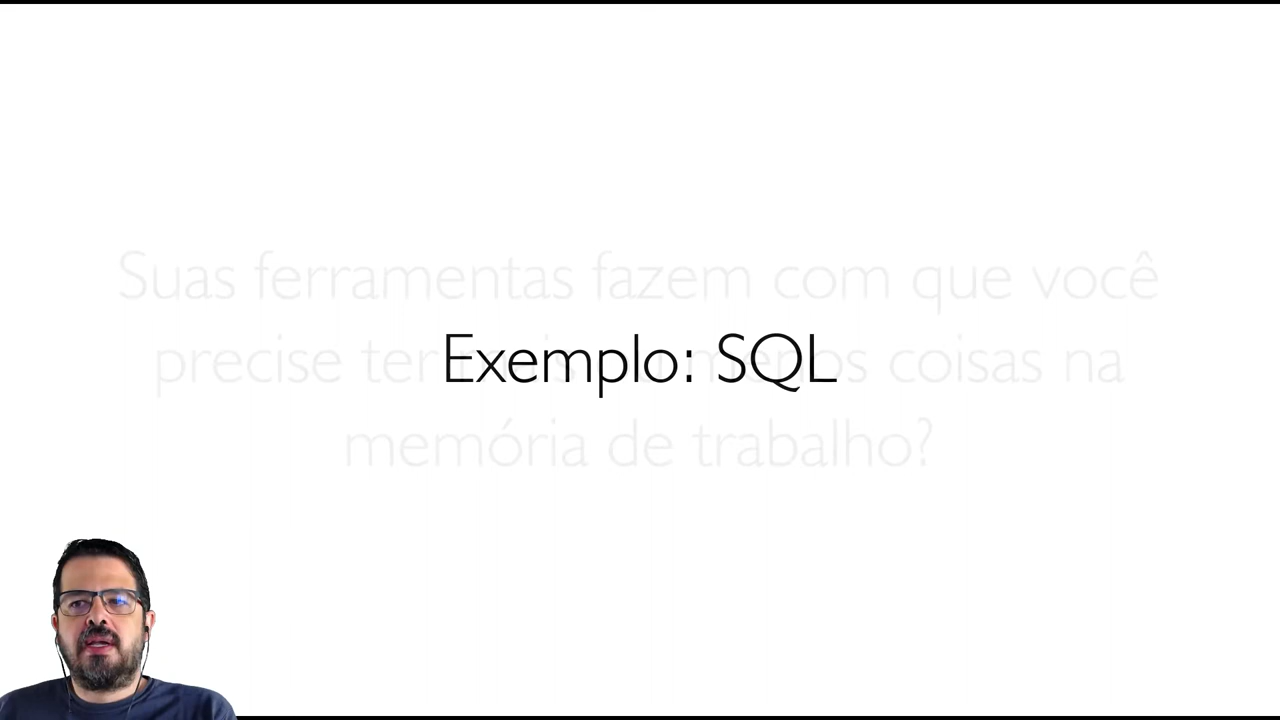 Suas ferramentas fazem com que você
Exemplo: SQL
precise ter coisas na
memória de trabalho?